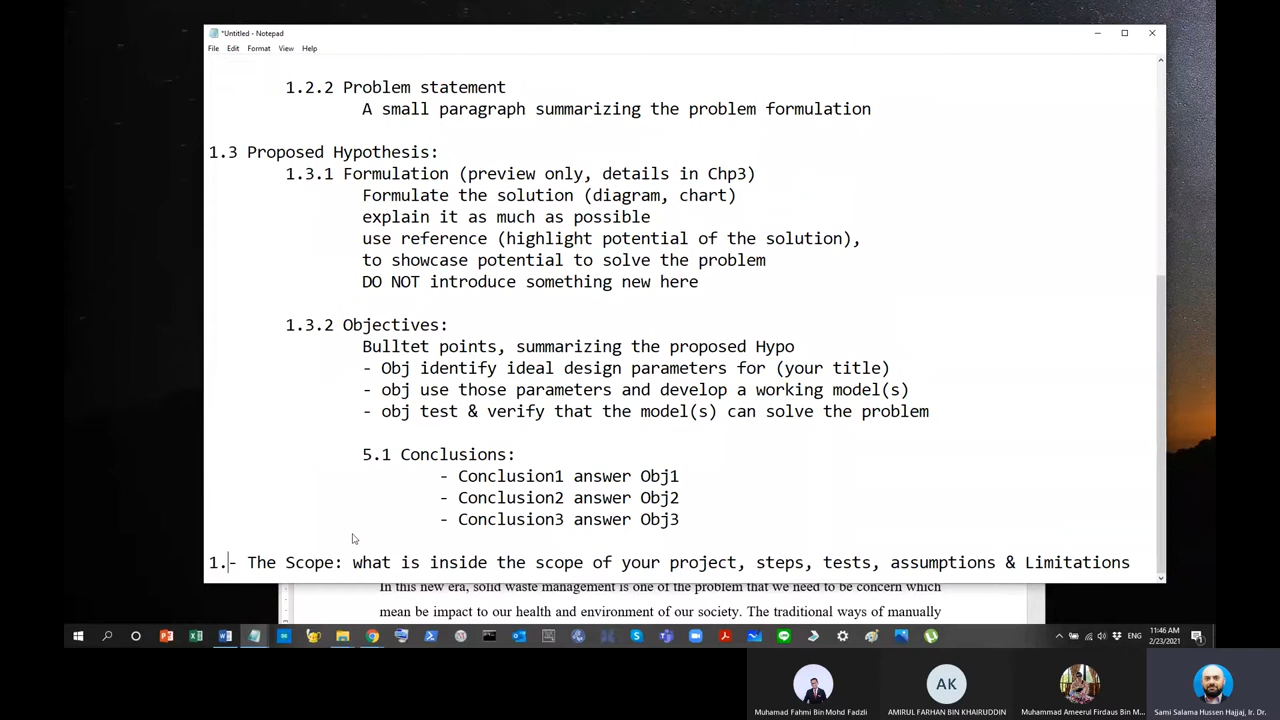 *Untitled - Notepad
File Edit Format View Help
1.2.2 Problem statement
A small paragraph summarizing the problem formulation
1.3 Proposed Hypothesis:
1.3.1 Formulation (preview only, details in Chp3)
Formulate the solution (diagram, chart)
explain it as much as possible
use reference (highlight potential of the solution),
to showcase potential to solve the problem
DO NOT introduce something new here
1.3.2 Objectives:
Bulltet points, summarizing the proposed Hypo
- Obj identify ideal design parameters for (your title)
- obj use those parameters and develop a working model(s)
- obj test & verify that the model(s) can solve the problem
5.1 Conclusions:
- Conclusion1 answer Obj1
- Conclusion2 answer Obj2
- Conclusion3 answer Obj3
1.- The Scope: what is inside the scope of your project, steps, tests, assumptions & Limitations
In this new era, solid waste management is one of the problem that we need to be concern which
mean be impact to our health and environment of our society. The traditional ways of manually
ENG
11:46 AM
2/23/2021
AK
Muhamad Fahmi Bin Mohd Fadzli
AMIRUL FARHAN BIN KHAIRUDDIN
Muhammad Ameerul Firdaus Bin M...
Sami Salama Hussen Hajjaj, Ir. Dr.